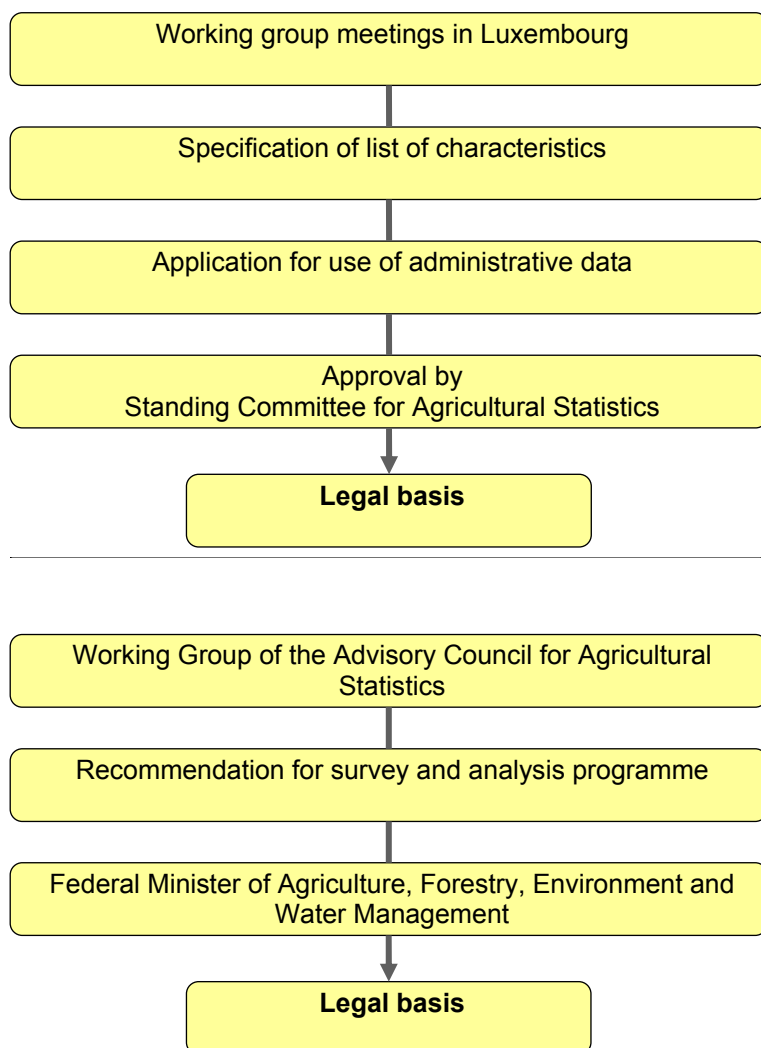 Working group meetings in Luxembourg
Specification of list of characteristics
Application for use of administrative data
Approval by
Standing Committee for Agricultural Statistics
Legal basis
Working Group of the Advisory Council for Agricultural
Statistics
Recommendation for survey and analysis programme
Federal Minister of Agriculture, Forestry, Environment and
Water Management
Legal basis